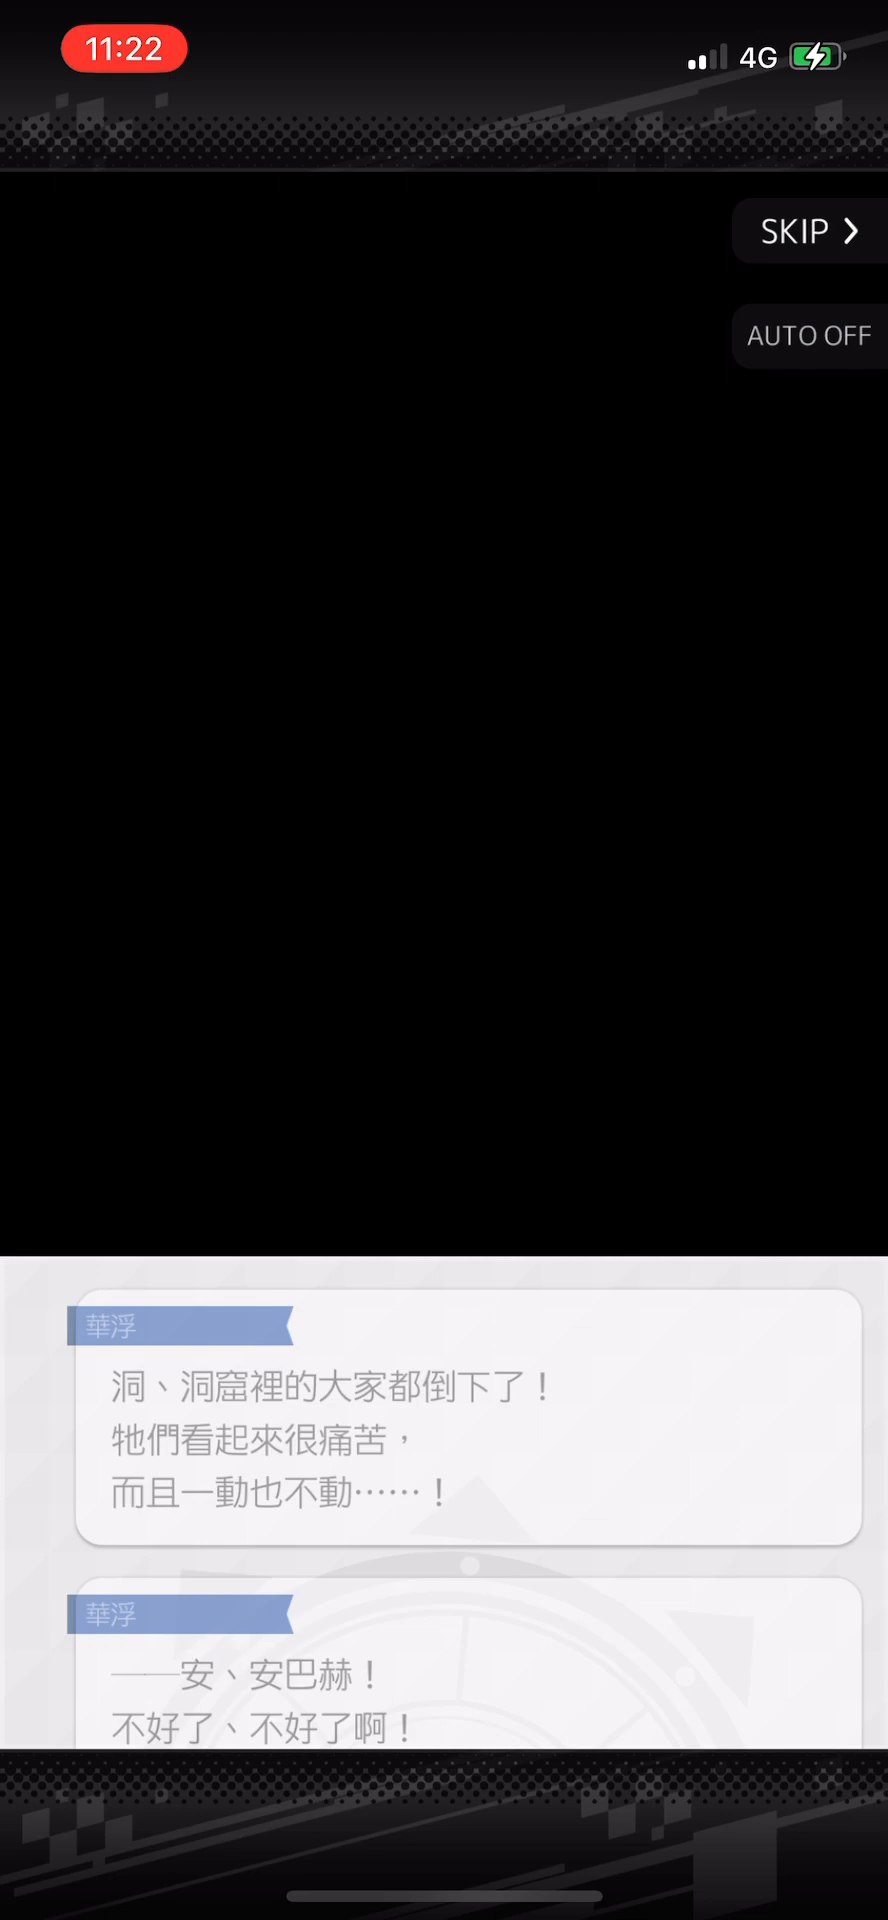 11:22
4G
SKIP
AUTO OFF
華浮
洞、洞窟裡的大家都倒下了！
牠們看起來很痛苦，
而且一動也不動⋯⋯！
華浮
──安、安巴赫！
不好了、不好了啊！